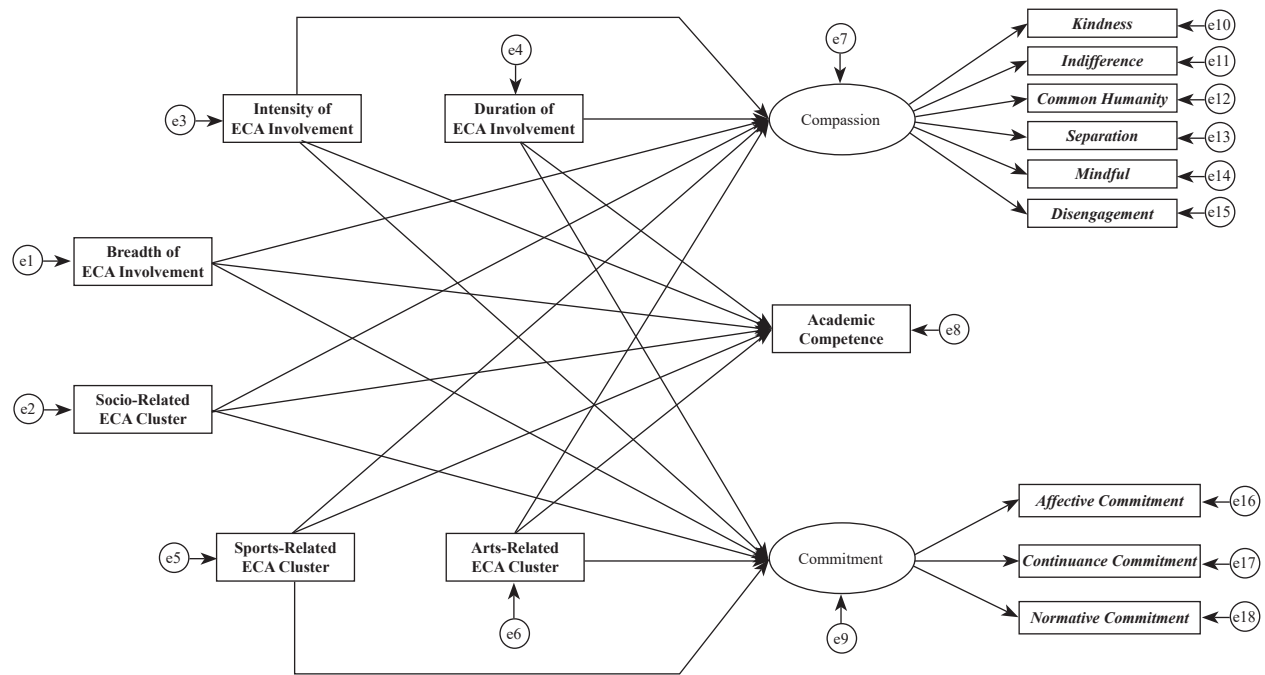 e7
Kindness
e10
e4
Indifference
e11
Intensity of
ECA Involvement
e3
Duration of
ECA Involvement
Compassion
Common Humanity
e12
Separation
e13
Mindful
e14
Disengagement
e15
Breadth of
ECA Involvement
e1
Academic
Competence
e8
Socio-Related
ECA Cluster
e2
Affective Commitment
e16
Sports-Related
ECA Cluster
e5
Arts-Related
ECA Cluster
Commitment
Continuance Commitment
e17
Normative Commitment
e18
e6
e9